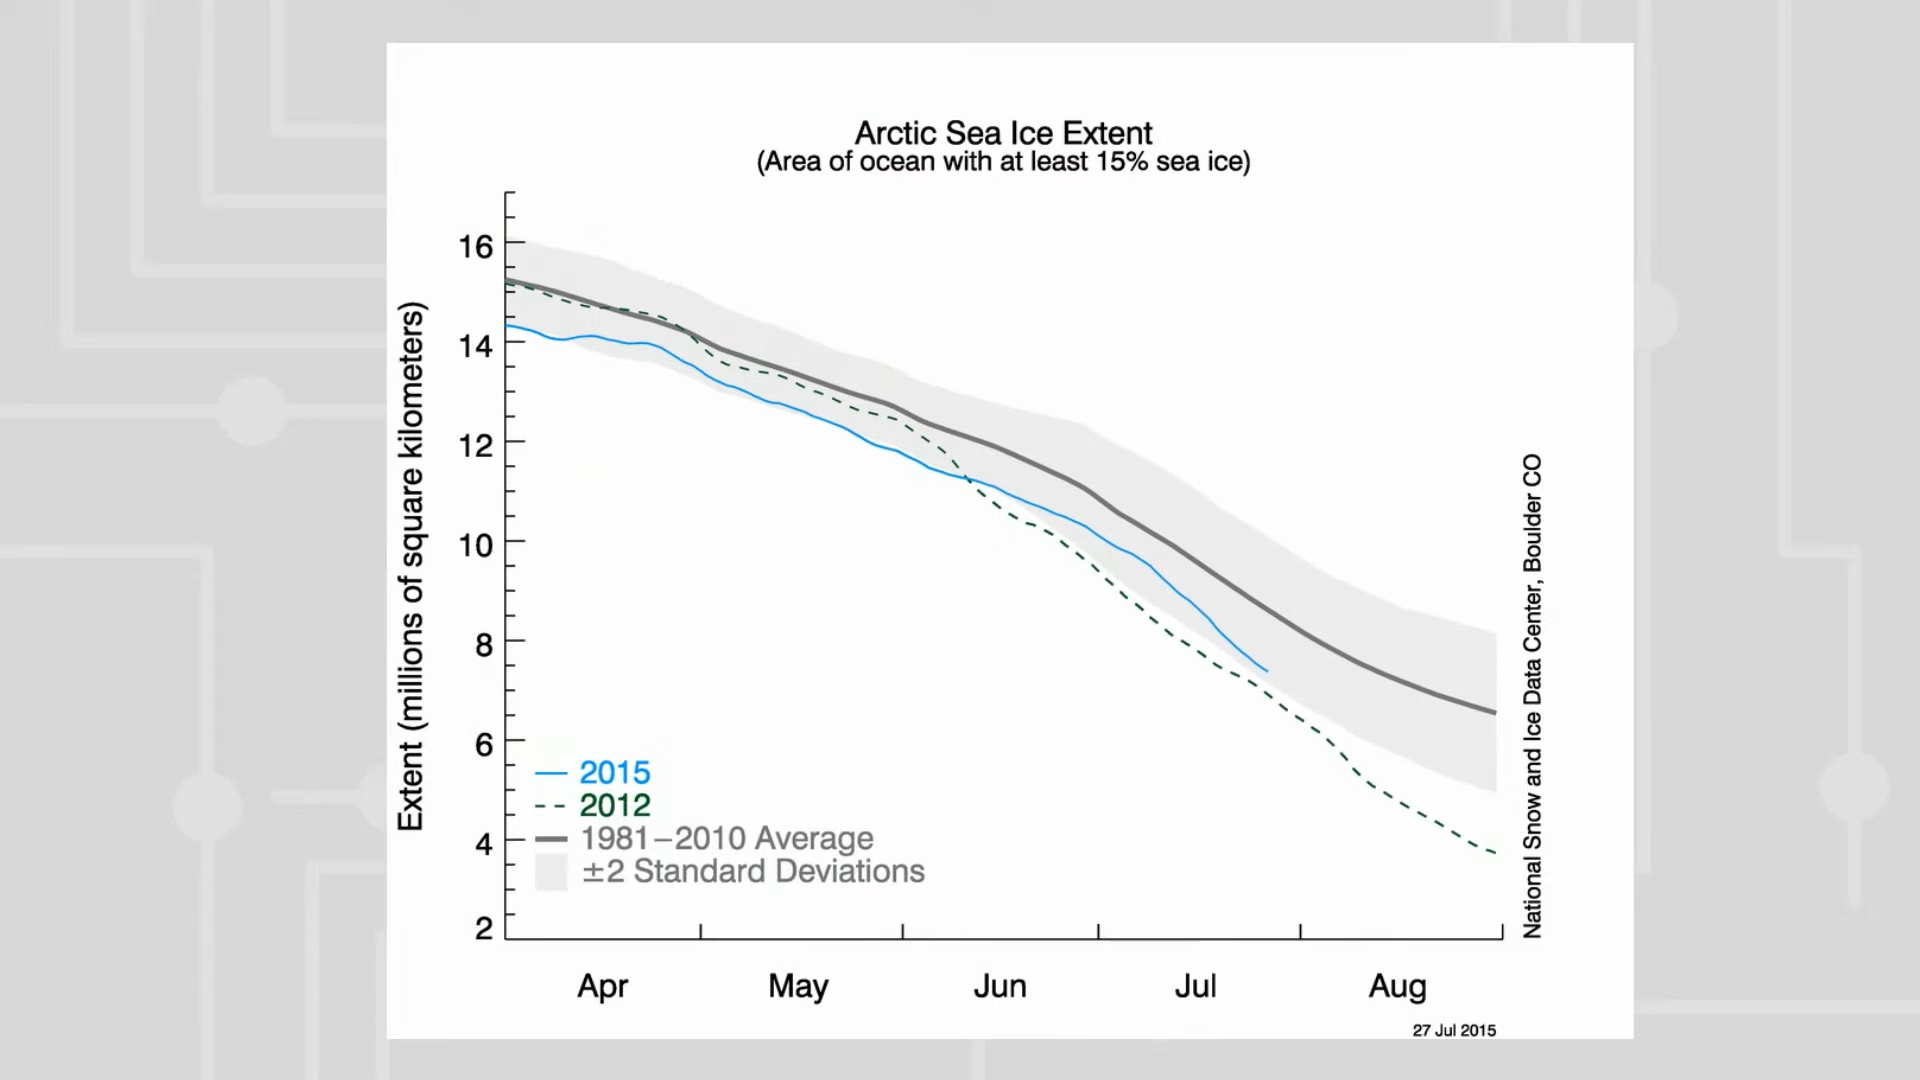 Arctic Sea Ice Extent
(Area of ocean with at least 15% sea ice)
Extent (millions of square kilometers)
16
14
12
10
8
6
4
2
2015
2012
1981–2010 Average
±2 Standard Deviations
Apr
May
Jun
Jul
Aug
National Snow and Ice Data Center, Boulder CO
27 Jul 2015